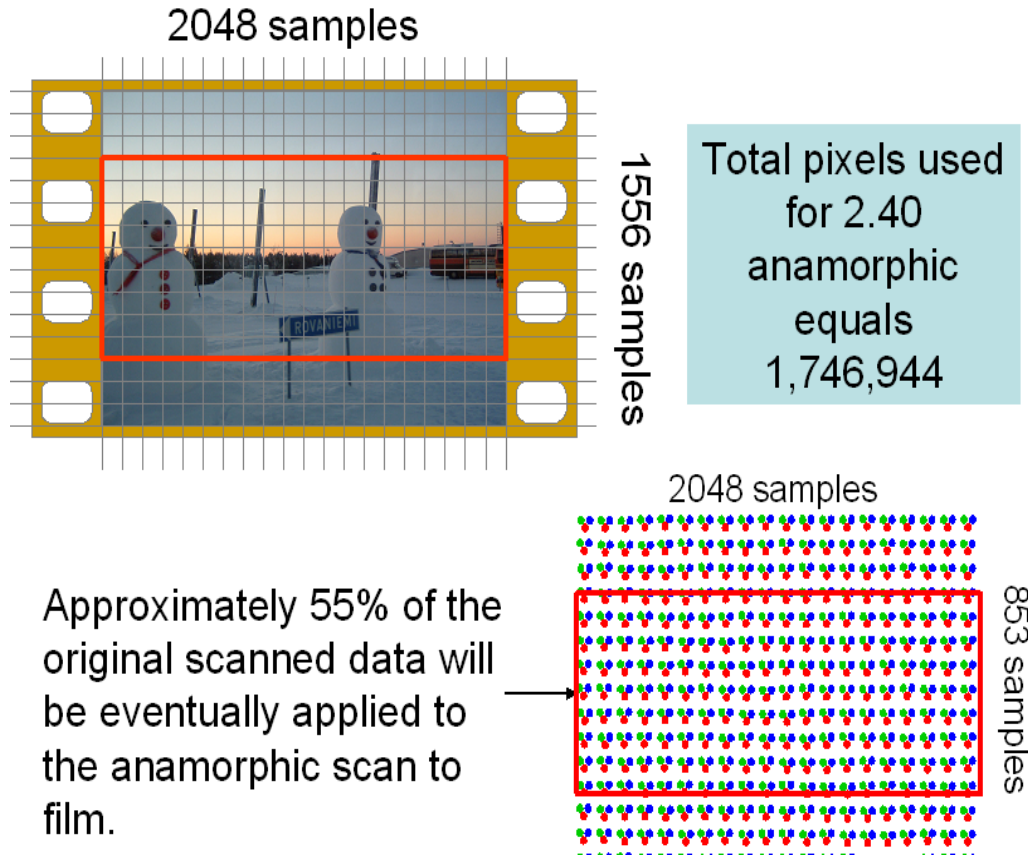 2048 samples
1556 samples
Total pixels used
for 2.40
anamorphic
equals
1,746,944
ROVANIEMI
2048 samples
853 samples
Approximately 55% of the
original scanned data will
be eventually applied to
the anamorphic scan to
film.